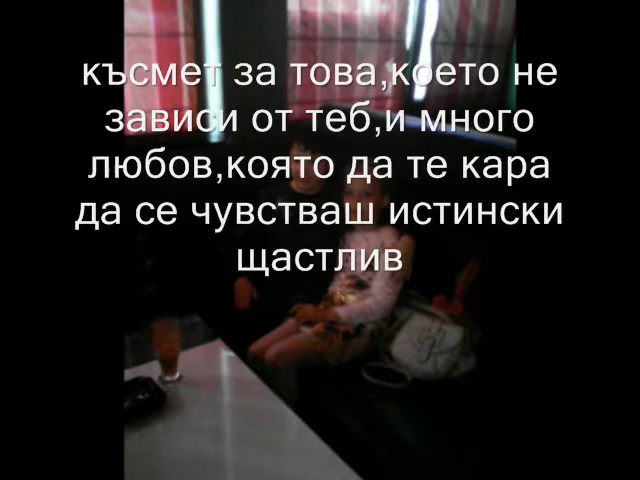 късмет за това,което не
зависи от теб,и много
любов,която да те кара
да се чувстваш истински
щастлив